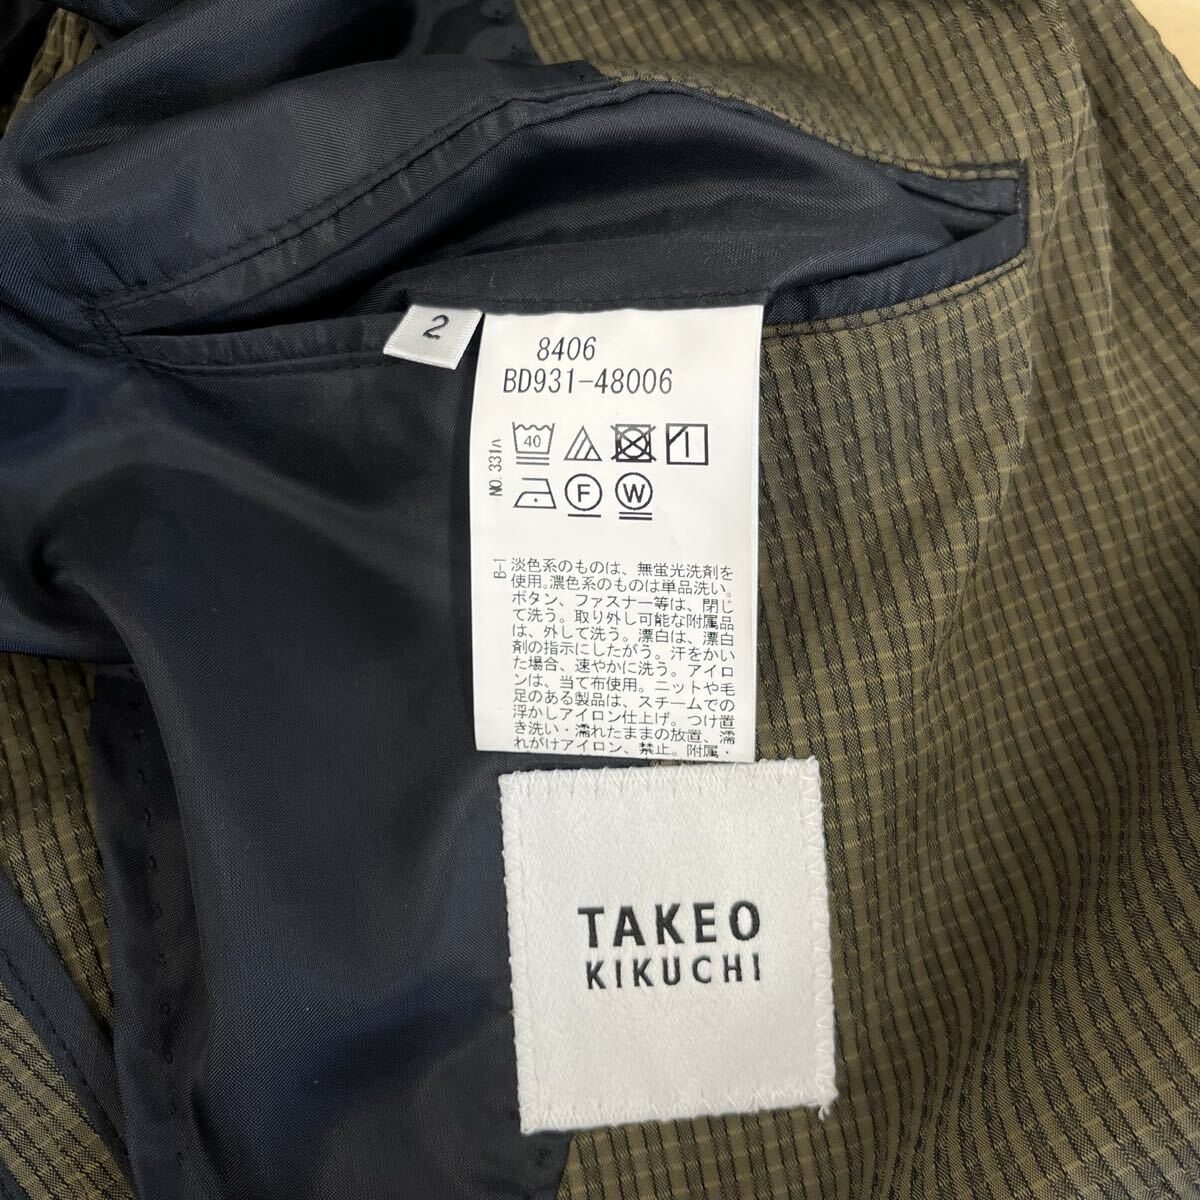 2
8406
BD931-48006
NO.331A
40
F
W
B-I
淡色系のものは、無蛍光洗剤を
使用。濃色系のものは単品洗い。
ボタン、ファスナー等は、閉じ
て洗う。取り外し可能な附属品
は、外して洗う。漂白は、漂白
剤の指示にしたがう。汗をかい
た場合、速やかに洗う。アイロ
ンは、当て布使用。ニットや毛
足のある製品は、スチームでの
浮かしアイロン仕上げ。つけ置
き洗い・濡れたままの放置、濡
れがけアイロン、禁止。附属・
TAKEO
KIKUCHI